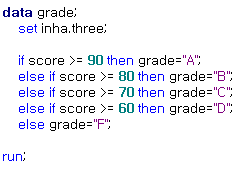 data grade;
set inha.three;
if score >= 90 then grade="A";
else if score >= 80 then grade="B";
else if score >= 70 then grade="C";
else if score >= 60 then grade="D";
else grade="F";
run;